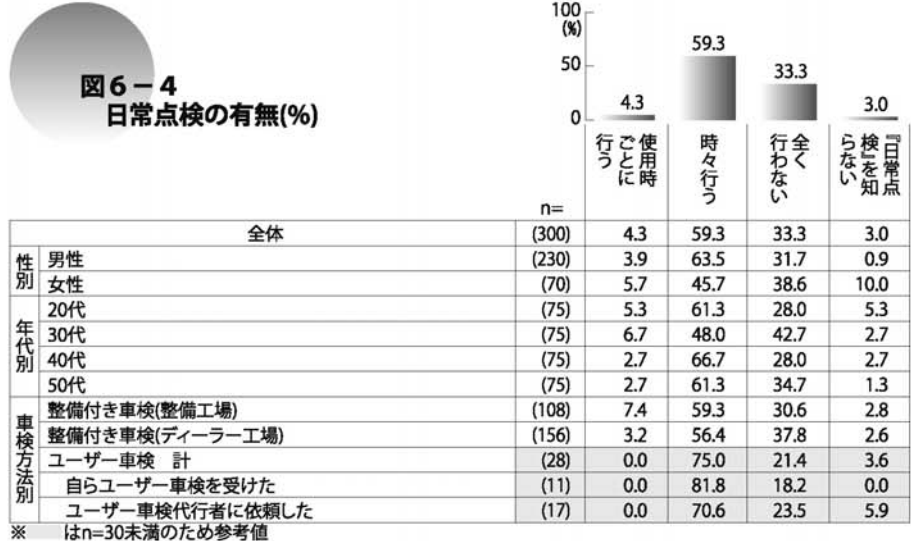 図6－4
日常点検の有無(%)
100
(%)
50
0
4.3
59.3
33.3
3.0
使用時ごとに行う
時々行う
全く行わない
『日常点検』を知らない
n=
全体 (300) 4.3 59.3 33.3 3.0
性別
男性 (230) 3.9 63.5 31.7 0.9
女性 (70) 5.7 45.7 38.6 10.0
年代別
20代 (75) 5.3 61.3 28.0 5.3
30代 (75) 6.7 48.0 42.7 2.7
40代 (75) 2.7 66.7 28.0 2.7
50代 (75) 2.7 61.3 34.7 1.3
車検方法別
整備付き車検(整備工場) (108) 7.4 59.3 30.6 2.8
整備付き車検(ディーラー工場) (156) 3.2 56.4 37.8 2.6
ユーザー車検 計 (28) 0.0 75.0 21.4 3.6
自らユーザー車検を受けた (11) 0.0 81.8 18.2 0.0
ユーザー車検代行者に依頼した (17) 0.0 70.6 23.5 5.9
※ はn=30未満のため参考値